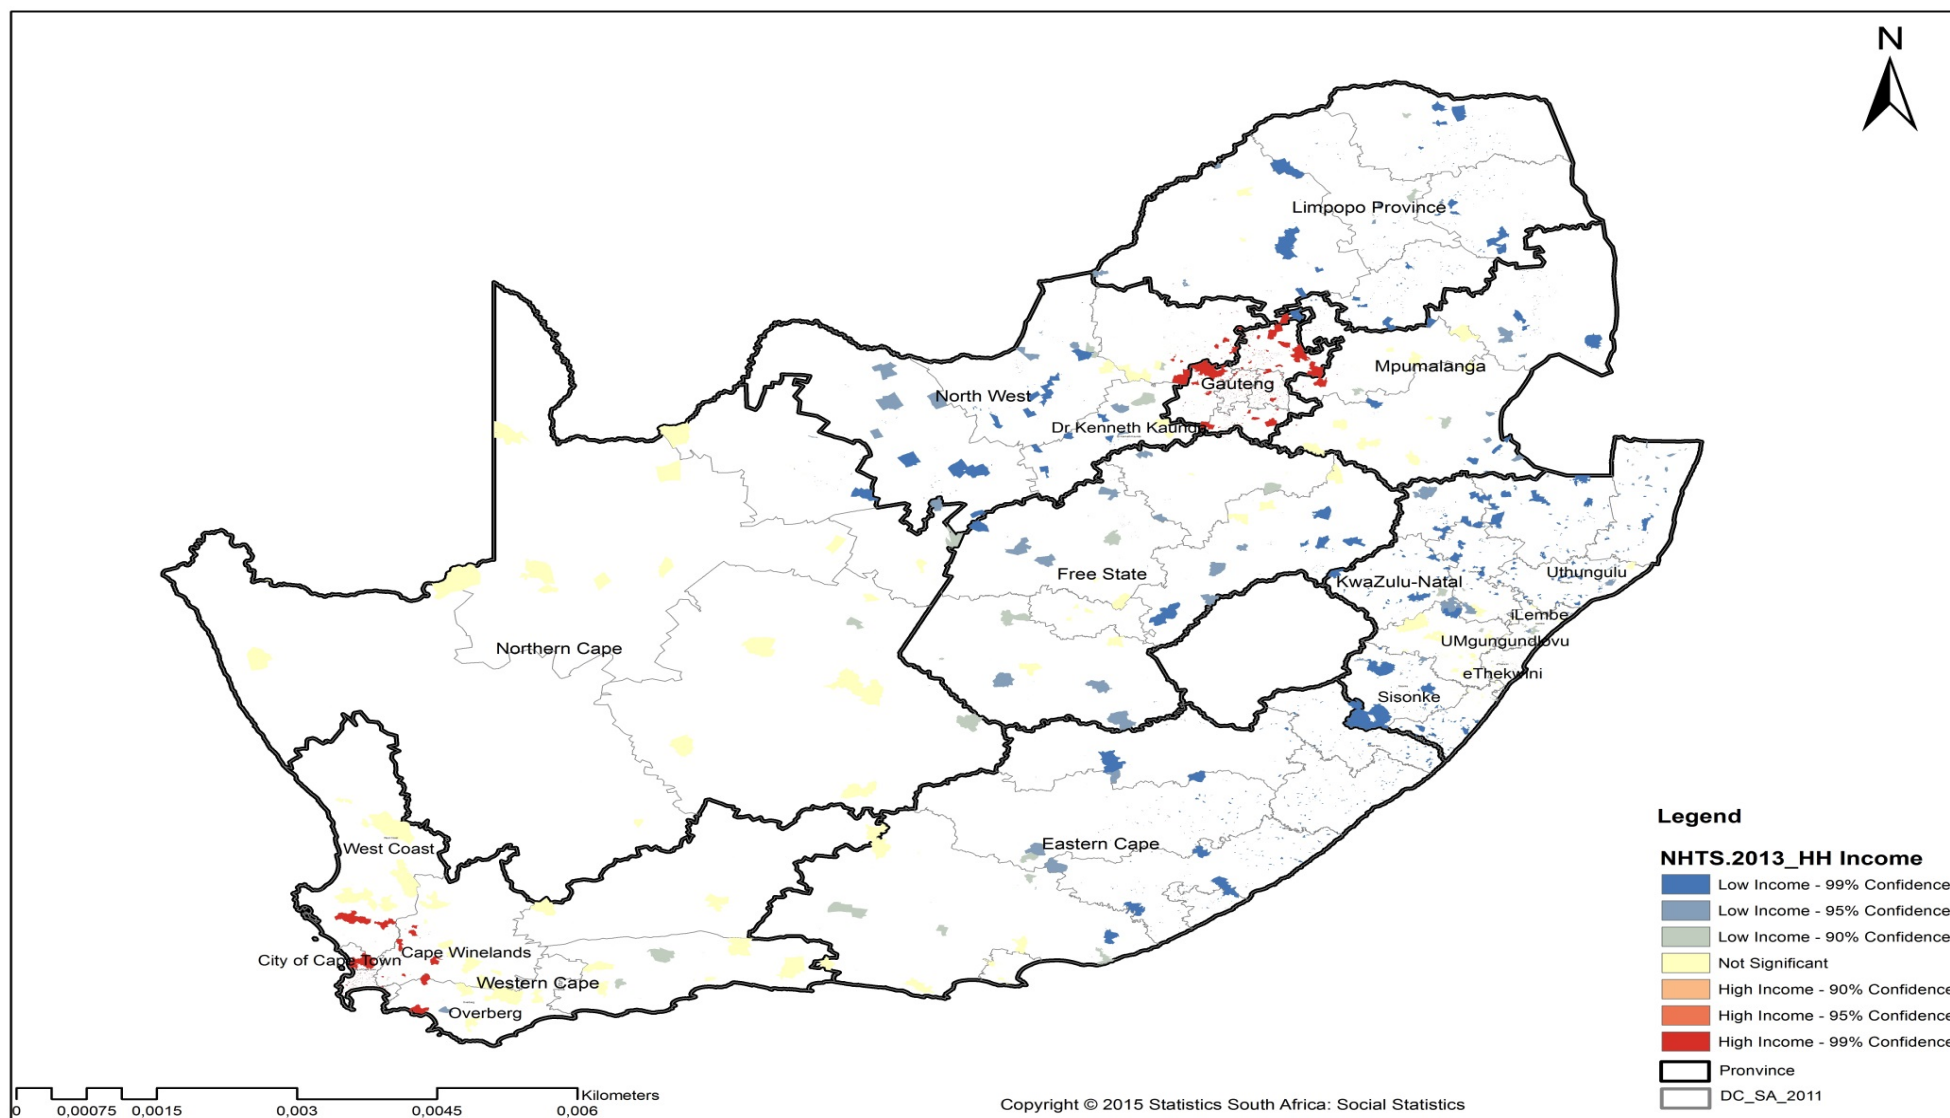 N
Limpopo Province
Mpumalanga
Gauteng
North West
Dr Kenneth Kaunda
Free State
KwaZulu-Natal
Uthungulu
iLembe
UMgungundlovu
eThekwini
Sisonke
Northern Cape
Eastern Cape
West Coast
City of Cape Town
Cape Winelands
Western Cape
Overberg
Legend
NHTS.2013_HH Income
Low Income - 99% Confidence
Low Income - 95% Confidence
Low Income - 90% Confidence
Not Significant
High Income - 90% Confidence
High Income - 95% Confidence
High Income - 99% Confidence
Pronvince
DC_SA_2011
Kilometers
0 0,00075 0,0015 0,003 0,0045 0,006
Copyright © 2015 Statistics South Africa: Social Statistics